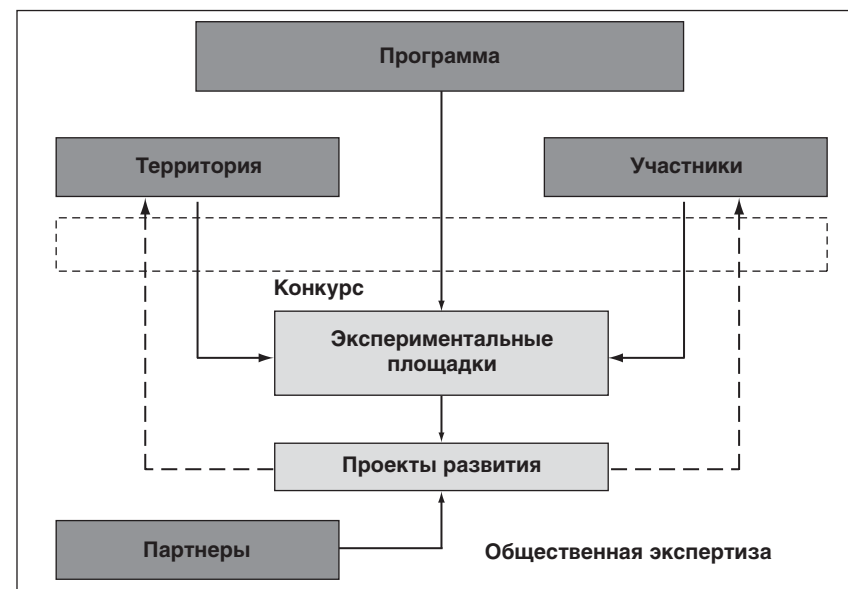 Программа
Территория
Участники
Конкурс
Экспериментальные
площадки
Проекты развития
Партнеры
Общественная экспертиза